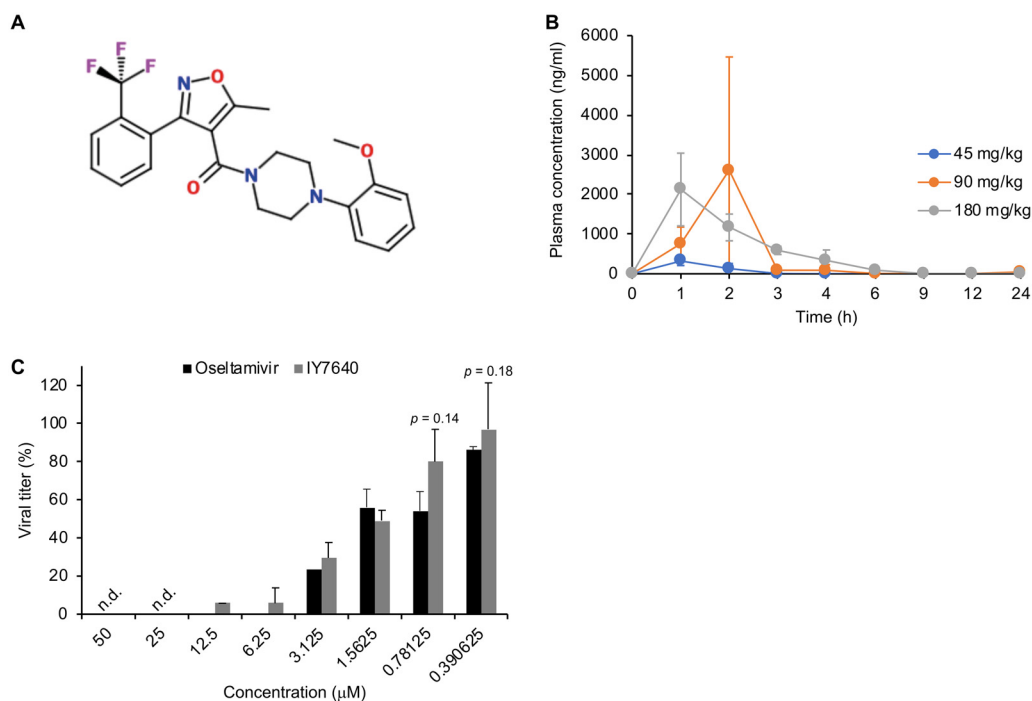 A
F
F
F
N
O
O
N
N
O
B
Plasma concentration (ng/ml)
6000
5000
4000
3000
2000
1000
0
0 1 2 3 4 6 9 12 24
Time (h)
45 mg/kg
90 mg/kg
180 mg/kg
C
Oseltamivir IY7640
Viral titer (%)
120
100
80
60
40
20
0
p = 0.14
p = 0.18
n.d. n.d.
50 25 12.5 6.25 3.125 1.5625 0.78125 0.390625
Concentration (μM)